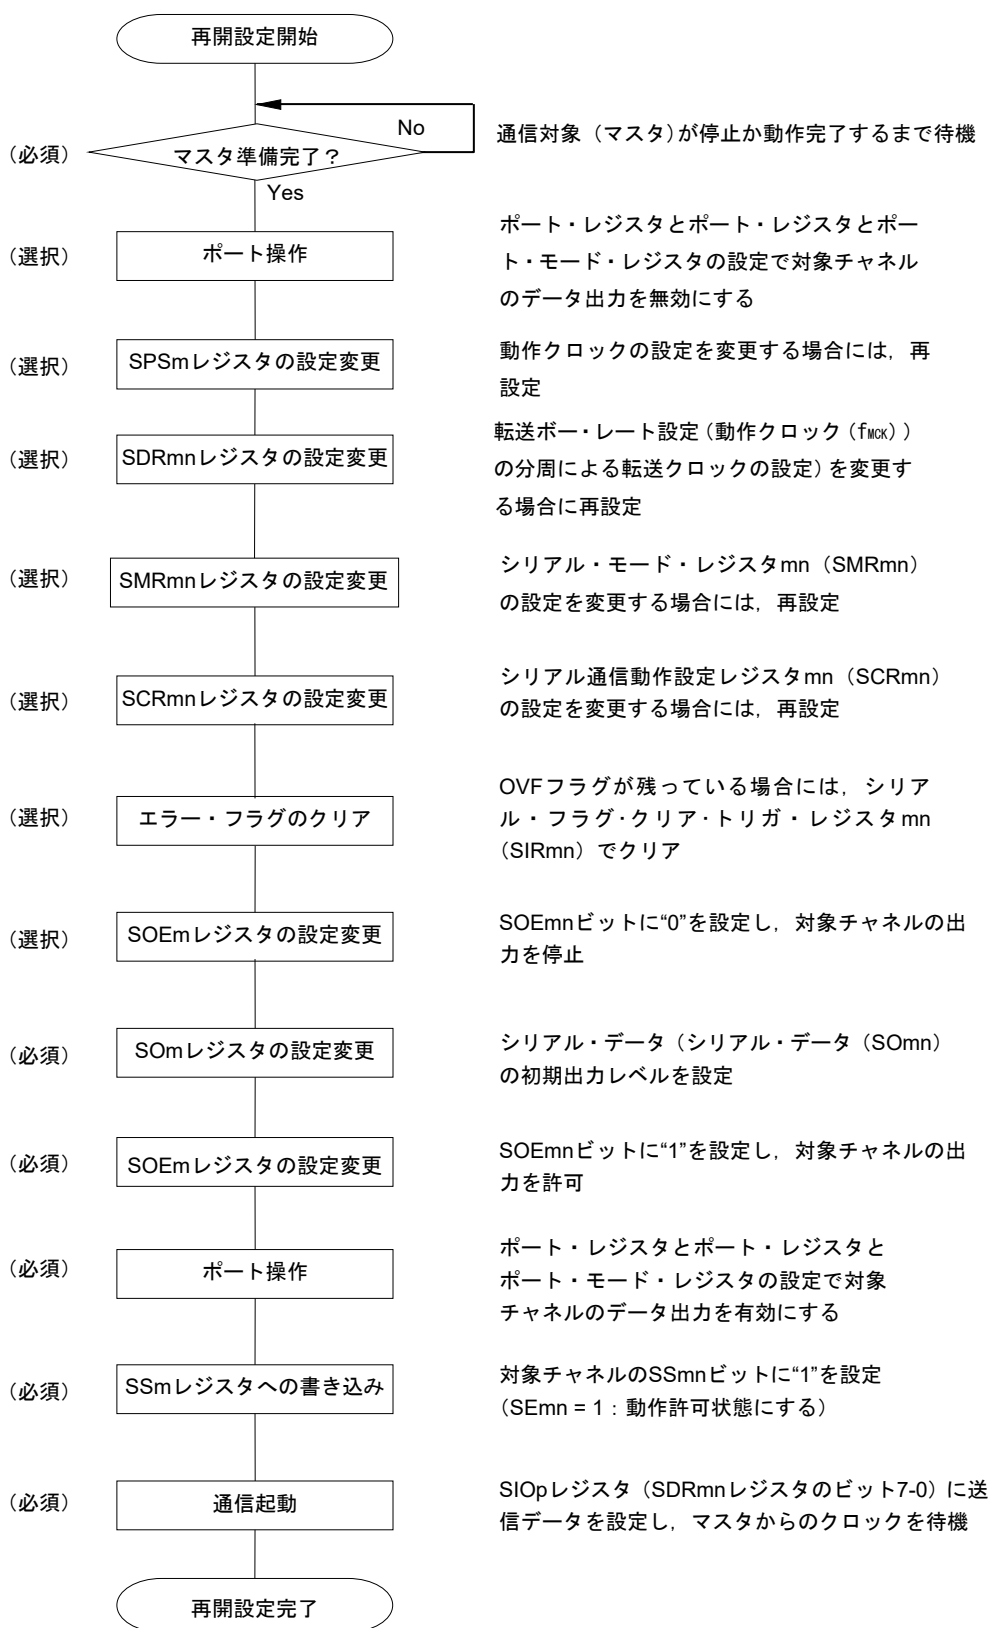 再開設定開始
No
通信対象（マスタ）が停止か動作完了するまで待機
（必須）
マスタ準備完了？
Yes
（選択）
ポート操作
ポート・レジスタとポート・レジスタとポー
ト・モード・レジスタの設定で対象チャネル
のデータ出力を無効にする
（選択）
SPSmレジスタの設定変更
動作クロックの設定を変更する場合には，再
設定
（選択）
SDRmnレジスタの設定変更
転送ボー・レート設定（動作クロック（fMCK））
の分周による転送クロックの設定）を変更す
る場合に再設定
（選択）
SMRmnレジスタの設定変更
シリアル・モード・レジスタmn（SMRmn）
の設定を変更する場合には，再設定
（選択）
SCRmnレジスタの設定変更
シリアル通信動作設定レジスタmn（SCRmn）
の設定を変更する場合には，再設定
（選択）
エラー・フラグのクリア
OVFフラグが残っている場合には，シリア
ル・フラグ・クリア・トリガ・レジスタmn
（SIRmn）でクリア
（選択）
SOEmレジスタの設定変更
SOEmnビットに“0”を設定し，対象チャネルの出
力を停止
（必須）
SOmレジスタの設定変更
シリアル・データ（シリアル・データ（SOmn）
の初期出力レベルを設定
（必須）
SOEmレジスタの設定変更
SOEmnビットに“1”を設定し，対象チャネルの出
力を許可
（必須）
ポート操作
ポート・レジスタとポート・レジスタと
ポート・モード・レジスタの設定で対象
チャネルのデータ出力を有効にする
（必須）
SSmレジスタへの書き込み
対象チャネルのSSmnビットに“1”を設定
（SEmn = 1：動作許可状態にする）
（必須）
通信起動
SIOpレジスタ（SDRmnレジスタのビット7-0）に送
信データを設定し，マスタからのクロックを待機
再開設定完了